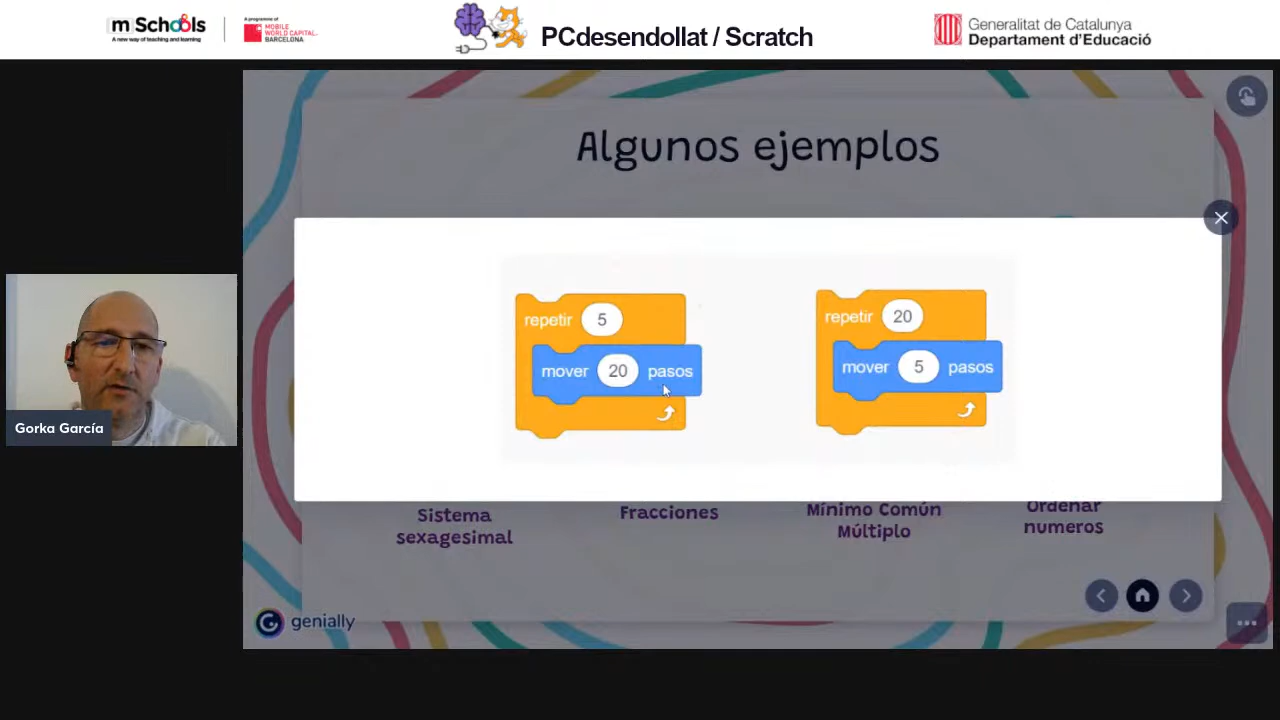 mSchools
A new way of teaching and learning
A programme of
MOBILE
WORLD CAPITAL
BARCELONA
PCdesendollat / Scratch
Generalitat de Catalunya
Departament d'Educació
Algunos ejemplos
repetir 5
mover 20 pasos
repetir 20
mover 5 pasos
Gorka García
Sistema
sexagesimal
Fracciones
Mínimo Común
Múltiplo
Ordenar
numeros
genially